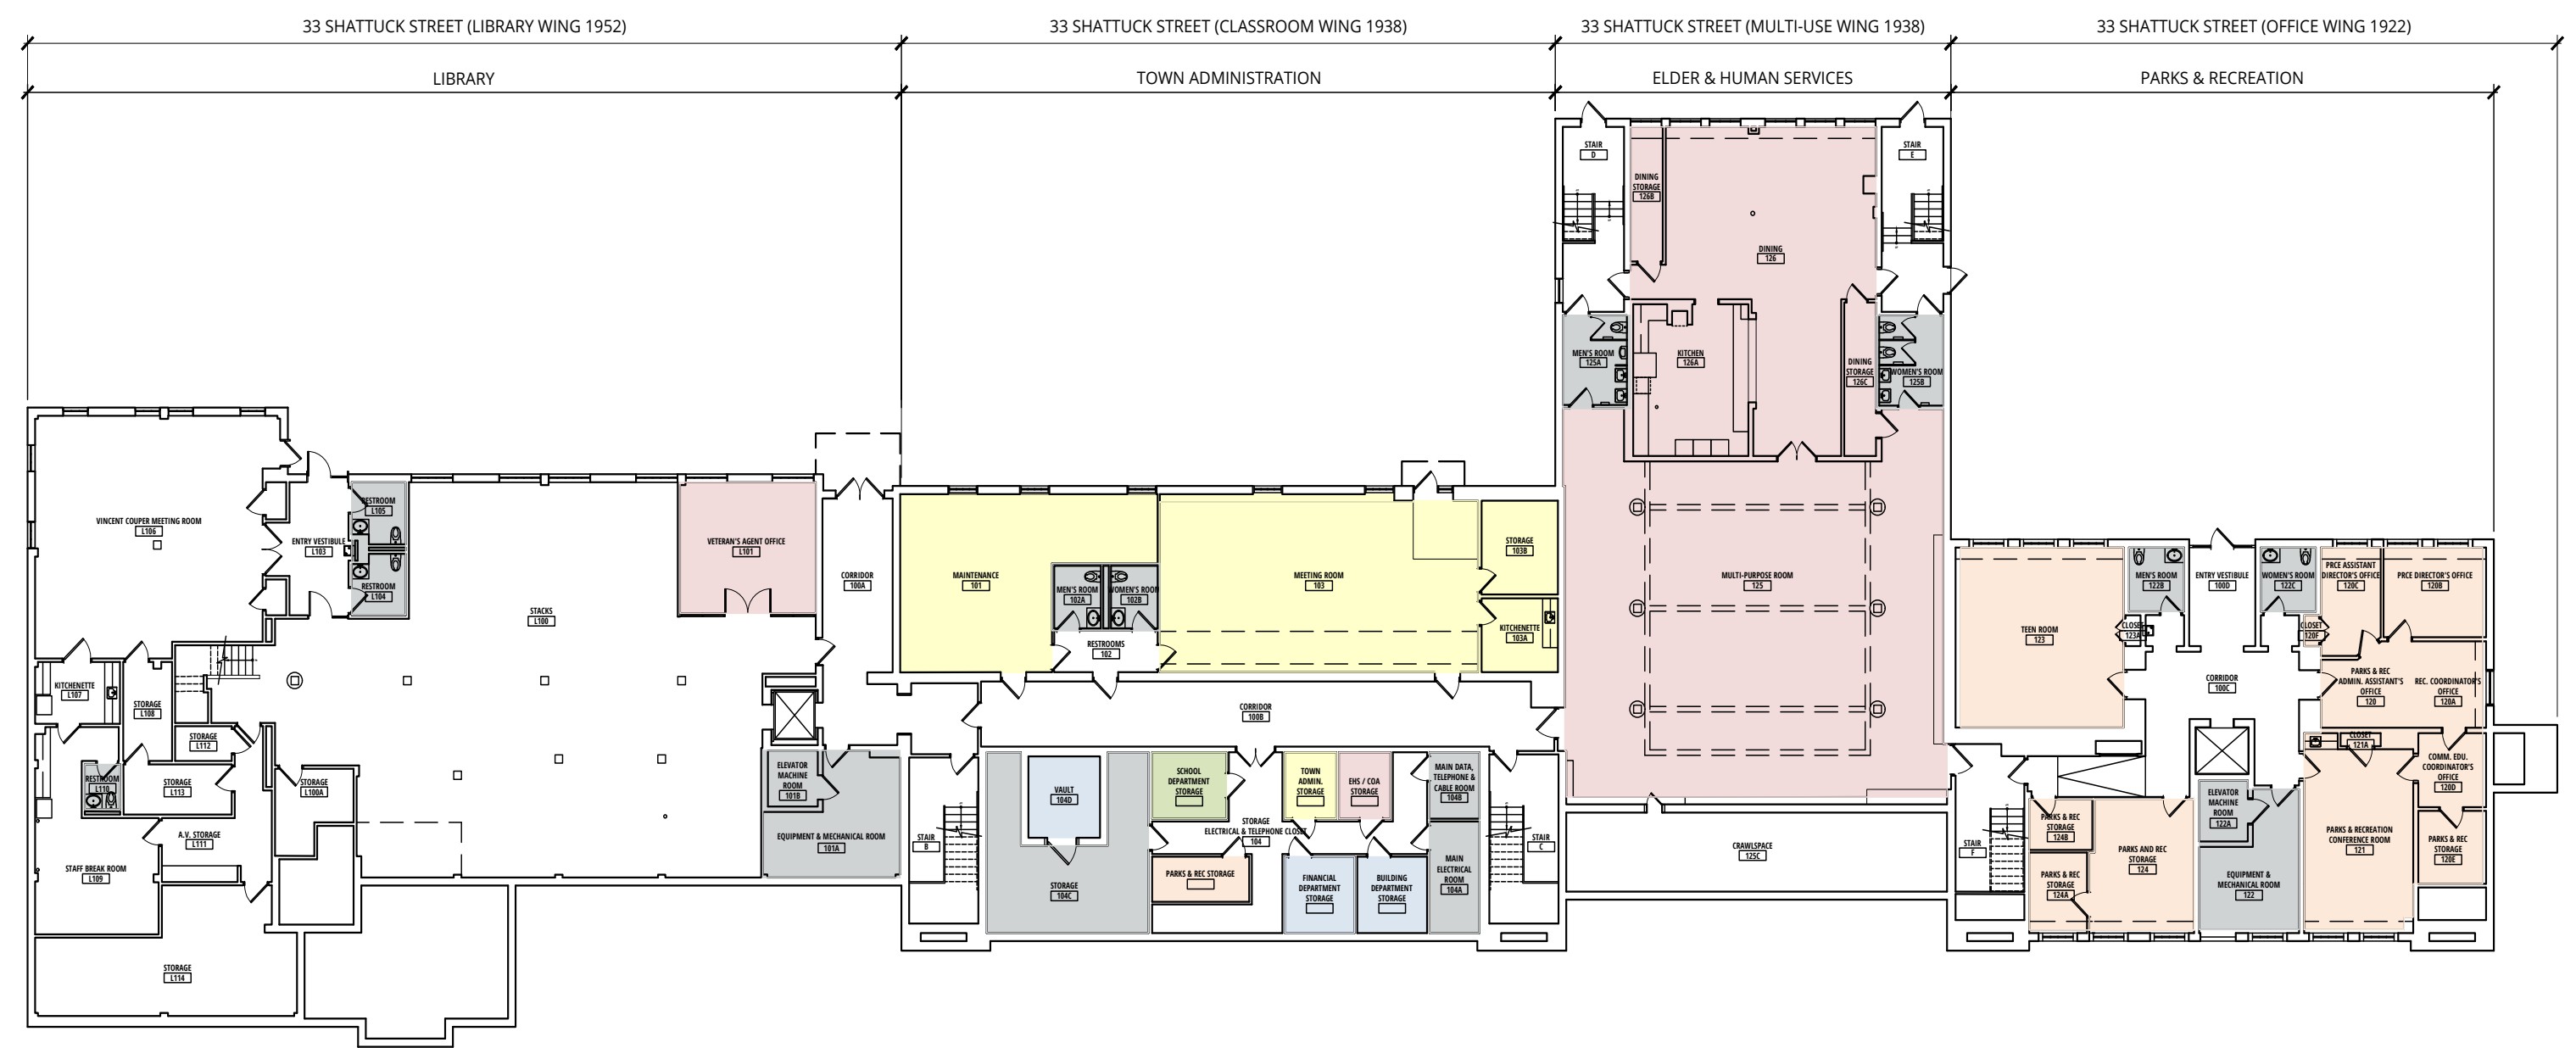 33 SHATTUCK STREET (LIBRARY WING 1952)
33 SHATTUCK STREET (CLASSROOM WING 1938)
33 SHATTUCK STREET (MULTI-USE WING 1938)
33 SHATTUCK STREET (OFFICE WING 1922)
LIBRARY
TOWN ADMINISTRATION
ELDER & HUMAN SERVICES
PARKS & RECREATION
VINCENT COUPER MEETING ROOM
L106
ENTRY VESTIBULE
L103
RESTROOM
L105
RESTROOM
L104
STACKS
L100
VETERAN'S AGENT OFFICE
L101
CORRIDOR
100A
KITCHENETTE
L107
STORAGE
L108
STORAGE
L112
RESTROOM
L110
STORAGE
L113
STORAGE
L100A
A.V. STORAGE
L111
STAFF BREAK ROOM
L109
STORAGE
L114
ELEVATOR
MACHINE
ROOM
101B
EQUIPMENT & MECHANICAL ROOM
101A
MAINTENANCE
101
MEN'S ROOM
102A
WOMEN'S ROOM
102B
RESTROOMS
102
MEETING ROOM
103
STORAGE
103B
KITCHENETTE
103A
CORRIDOR
100B
STAIR
B
VAULT
104D
STORAGE
104C
SCHOOL
DEPARTMENT
STORAGE
TOWN
ADMIN.
STORAGE
EHS / COA
STORAGE
MAIN DATA,
TELEPHONE &
CABLE ROOM
104B
STORAGE
ELECTRICAL & TELEPHONE CLOSET
104
PARKS & REC STORAGE
FINANCIAL
DEPARTMENT
STORAGE
BUILDING
DEPARTMENT
STORAGE
MAIN
ELECTRICAL
ROOM
104A
STAIR
C
STAIR
D
DINING
STORAGE
126B
DINING
126
STAIR
E
MEN'S ROOM
125A
KITCHEN
126A
DINING
STORAGE
126C
WOMEN'S ROOM
125B
MULTI-PURPOSE ROOM
125
CRAWLSPACE
125C
TEEN ROOM
123
MEN'S ROOM
122B
ENTRY VESTIBULE
100D
WOMEN'S ROOM
122C
PRCE ASSISTANT
DIRECTOR'S OFFICE
120C
PRCE DIRECTOR'S OFFICE
120B
CLOSET
123A
CLOSET
120F
CORRIDOR
100C
PARKS & REC
ADMIN. ASSISTANT'S
OFFICE
120
REC. COORDINATOR'S
OFFICE
120A
CLOSET
121A
COMM. EDU.
COORDINATOR'S
OFFICE
120D
STAIR
F
PARKS & REC
STORAGE
124B
PARKS & REC
STORAGE
124A
PARKS AND REC
STORAGE
124
ELEVATOR
MACHINE
ROOM
122A
EQUIPMENT &
MECHANICAL ROOM
122
PARKS & RECREATION
CONFERENCE ROOM
121
PARKS & REC
STORAGE
120E